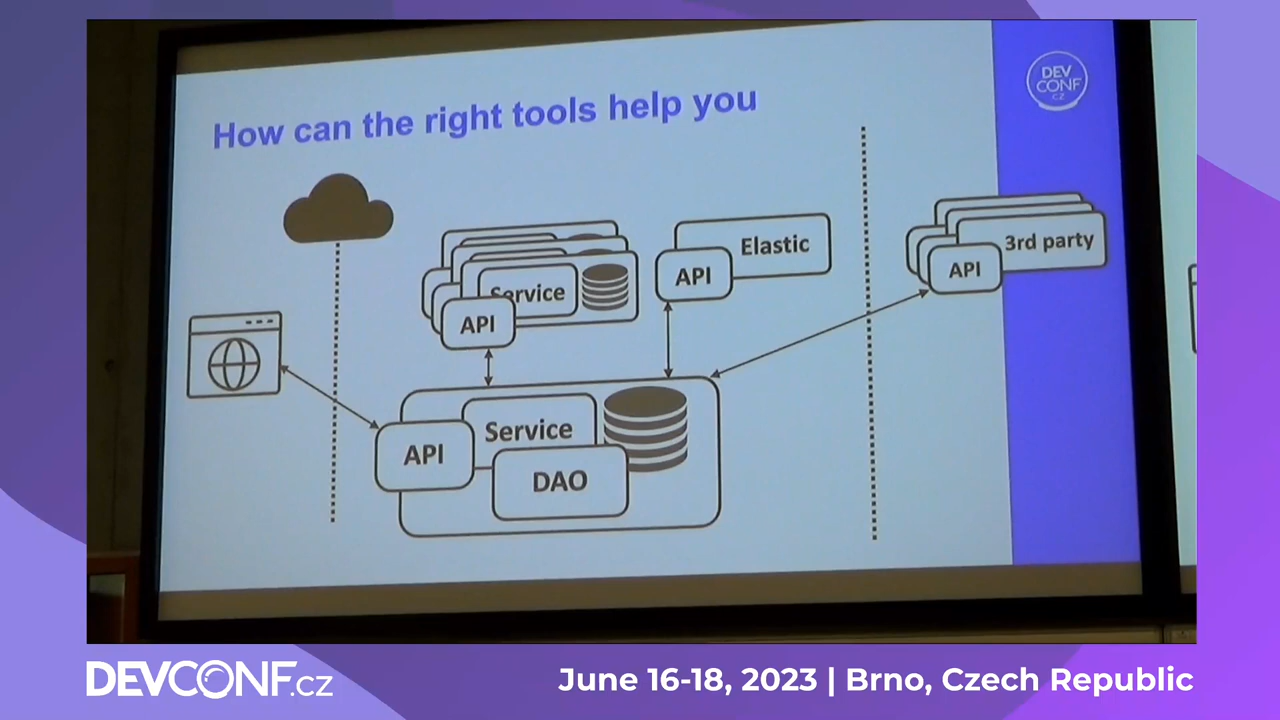 How can the right tools help you
DEV
CONF
CZ
Service
API
Elastic
API
3rd party
API
API
Service
DAO
DEVCONF.cz
June 16-18, 2023 | Brno, Czech Republic